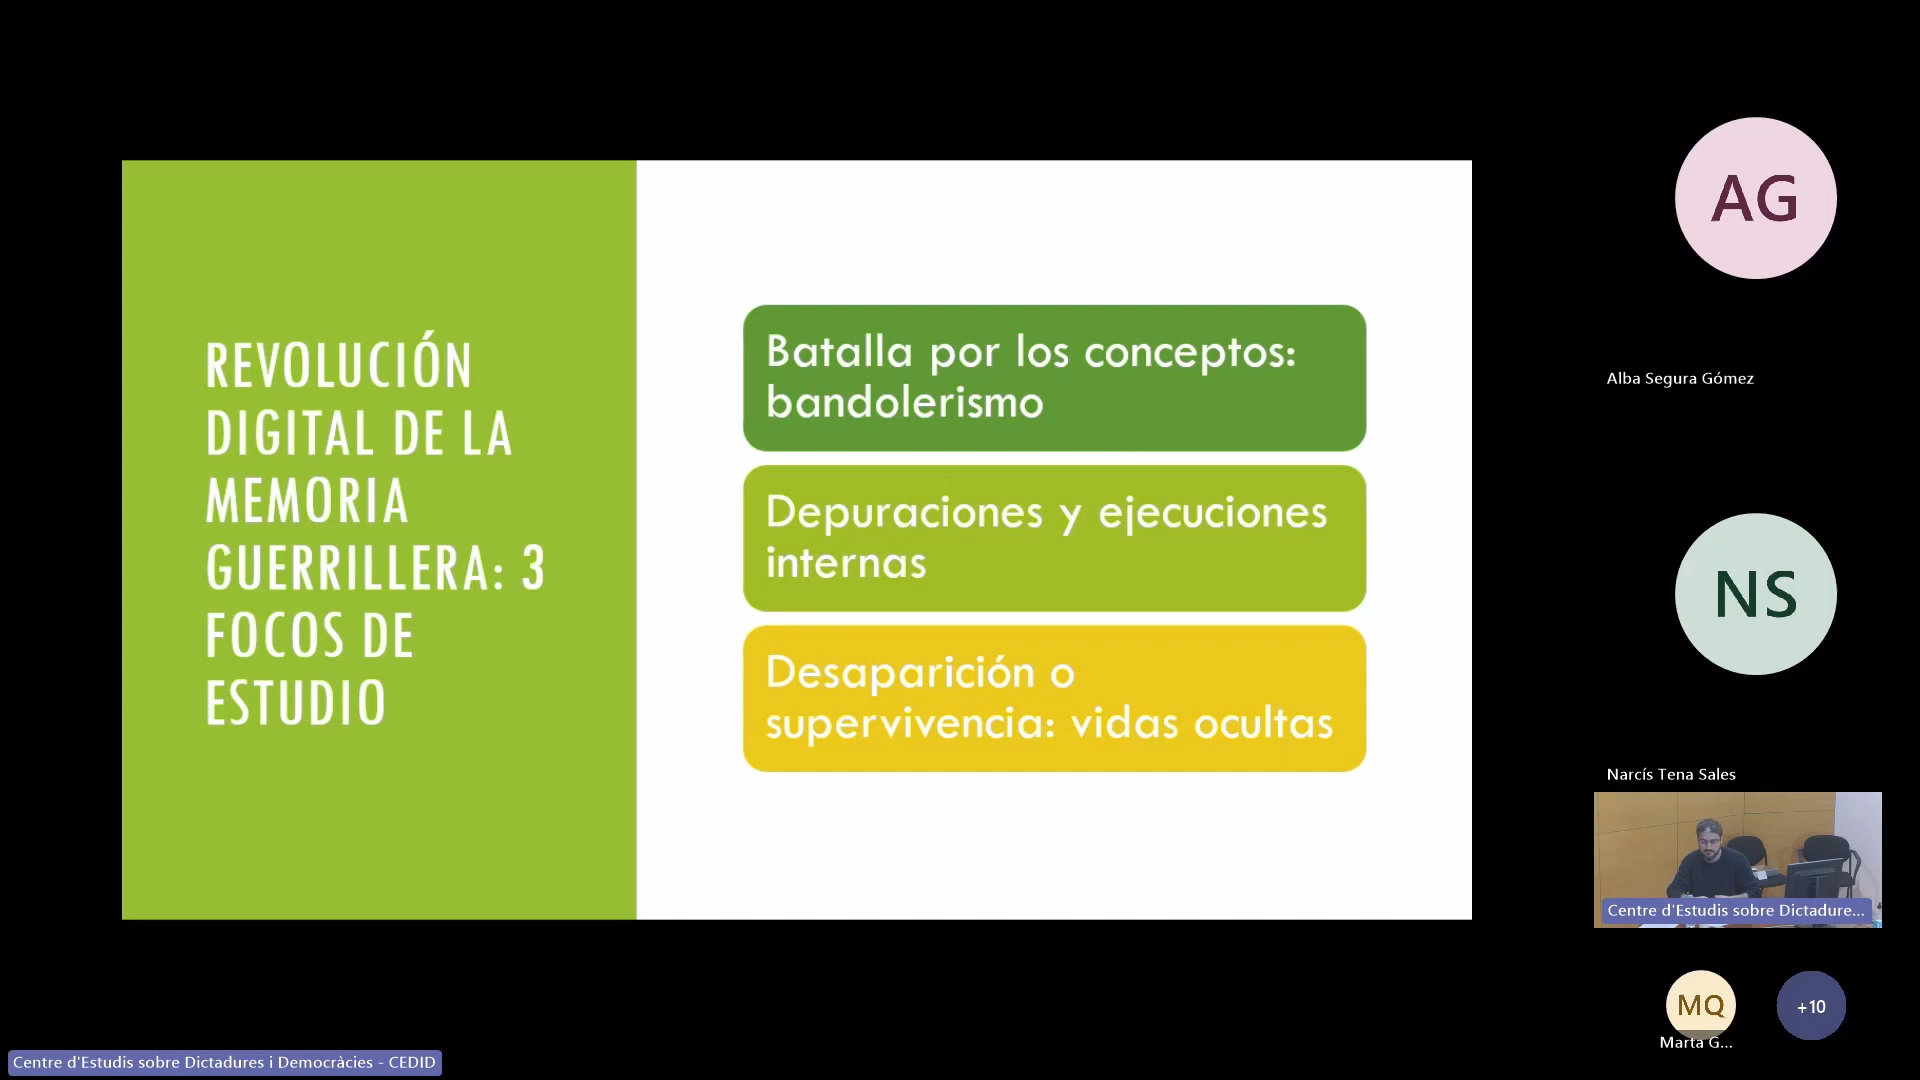 REVOLUCIÓN
DIGITAL DE LA
MEMORIA
GUERRILLERA: 3
FOCOS DE
ESTUDIO
Batalla por los conceptos:
bandolerismo
Depuraciones y ejecuciones
internas
Desaparición o
supervivencia: vidas ocultas
AG
Alba Segura Gómez
NS
Narcís Tena Sales
Centre d'Estudis sobre Dictadure...
MQ
Marta G...
+10
Centre d'Estudis sobre Dictadures i Democràcies - CEDID